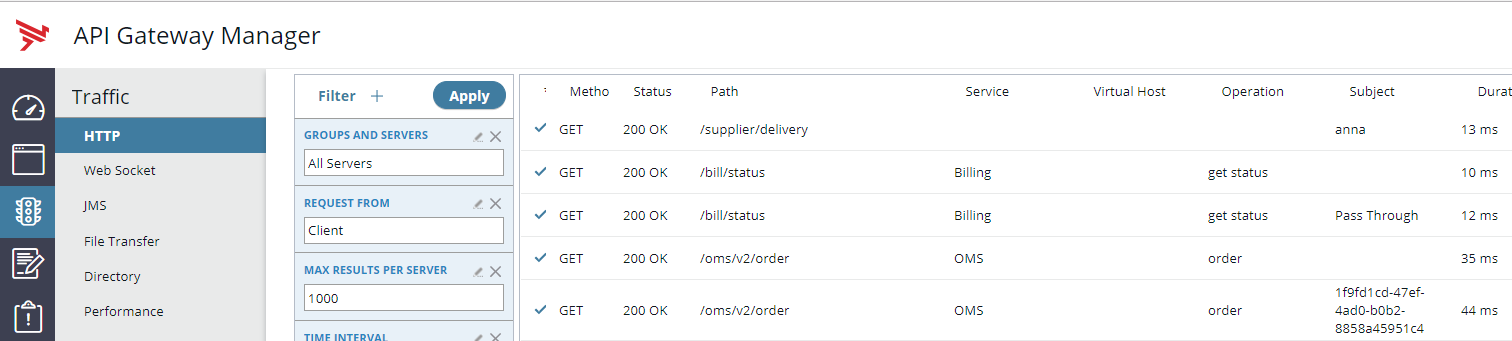 API Gateway Manager
Traffic
HTTP
Web Socket
JMS
File Transfer
Directory
Performance
Filter + Apply
GROUPS AND SERVERS
All Servers
REQUEST FROM
Client
MAX RESULTS PER SERVER
1000
TIME INTERVAL
Metho Status Path Service Virtual Host Operation Subject Durat
GET 200 OK /supplier/delivery anna 13 ms
GET 200 OK /bill/status Billing get status 10 ms
GET 200 OK /bill/status Billing get status Pass Through 12 ms
GET 200 OK /oms/v2/order OMS order 35 ms
GET 200 OK /oms/v2/order OMS order 1f9fd1cd-47ef-
4ad0-b0b2- 44 ms
8858a45951c4